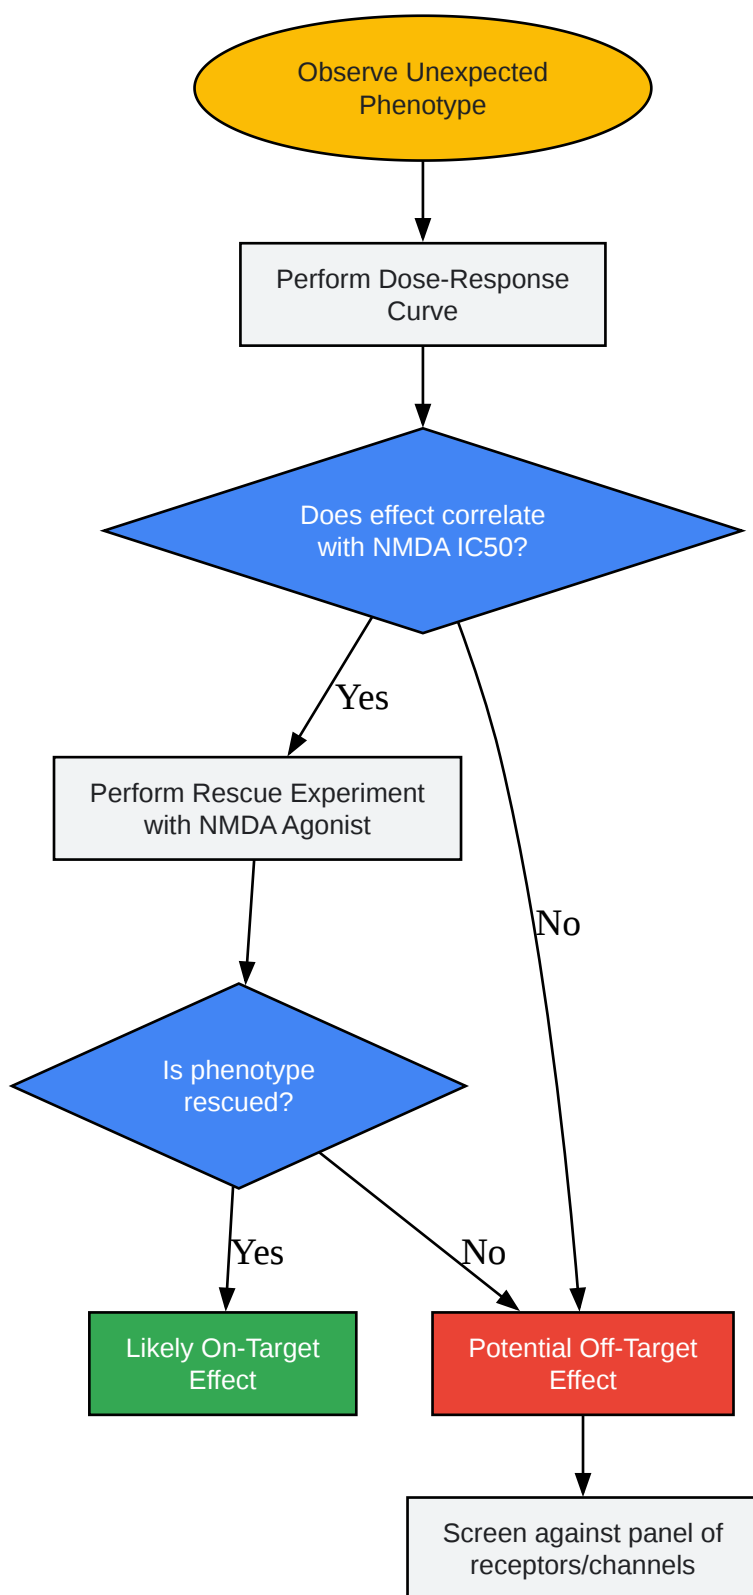 Observe Unexpected
Phenotype
Perform Dose-Response
Curve
Does effect correlate
with NMDA IC50?
Yes
Perform Rescue Experiment
with NMDA Agonist
No
Is phenotype
rescued?
Yes
No
Likely On-Target
Effect
Potential Off-Target
Effect
Screen against panel of
receptors/channels